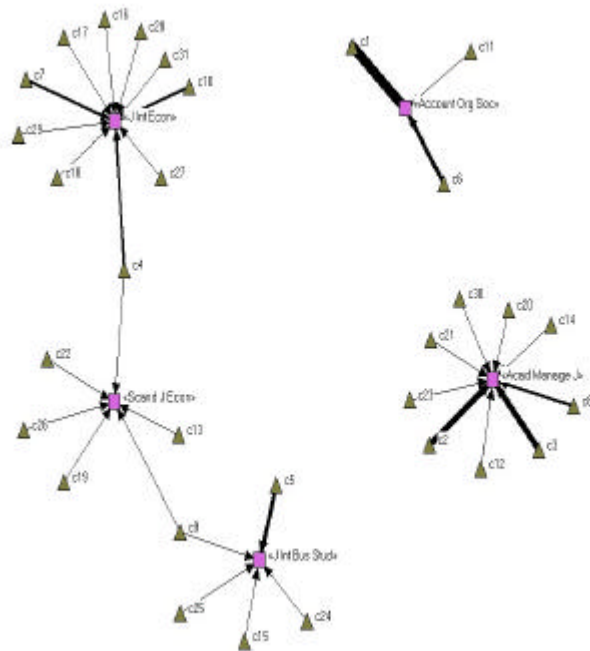 c16
c17
c28
c31
c7
c10
«J Int Econ»
c29
c18
c27
c4
c1
c11
«Account Org Soc»
c6
c30
c20
c14
c21
«Acad Manage J»
c23
c2
c12
c3
c22
«Scand J Econ»
c26
c13
c19
c5
c9
«J Int Bus Stud»
c25
c24
c15